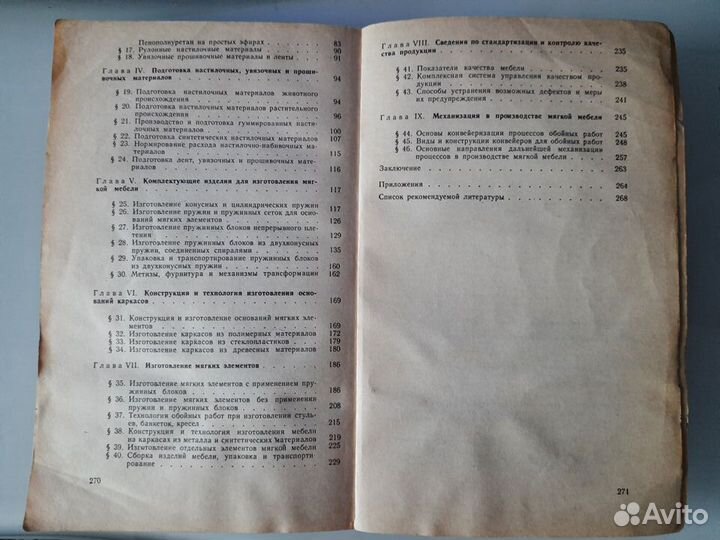 Пенополиуретан на простых эфирах . . . . . 83
§ 17. Рулонные настилочные материалы . . . . . 90
§ 18. Увязочные прошивочные материалы и ленты . . 91
Глава IV. Подготовка настилочных, увязочных и проши-
вочных материалов . . . . . 94
§ 19. Подготовка настилочных материалов животного
происхождения . . . . . 94
§ 20. Подготовка настилочных материалов растительного
происхождения . . . . . 96
§ 21. Производство и подготовка гуммированных насти-
лочных материалов . . . . . 100
§ 22. Подготовка синтетических настилочных материалов 107
§ 23. Нормирование расхода настилочно-набивочных ма-
териалов . . . . . 115
§ 24. Подготовка лент, увязочных и прошивочных мате-
риалов . . . . . 116
Глава V. Комплектующие изделия для изготовления мяг-
кой мебели . . . . . 117
§ 25. Изготовление конусных и цилиндрических пружин 117
§ 26. Изготовление пружин и пружинных сеток для осно-
ваний мягких элементов . . . . . 126
§ 27. Изготовление пружинных блоков непрерывного пле-
тения . . . . . 129
§ 28. Изготовление пружинных блоков из двухконусных
пружин, соединенных спиралями . . . . . 135
§ 29. Упаковка и транспортирование пружинных блоков
из двухконусных пружин . . . . . 160
§ 30. Метизы, фурнитура и механизмы трансформации 162
Глава VI. Конструкция и технология изготовления осно-
ваний каркасов . . . . . 169
§ 31. Конструкция и изготовление оснований мягких эле-
ментов . . . . . 169
§ 32. Изготовление каркасов из полимерных материалов 172
§ 33. Изготовление каркасов из стеклопластиков . . . 179
§ 34. Изготовление каркасов из древесных материалов . 180
Глава VII. Изготовление мягких элементов . . . . . 186
§ 35. Изготовление мягких элементов с применением пру-
жинных блоков . . . . . 186
§ 36. Изготовление мягких элементов без применения
пружин и пружинных блоков . . . . . 208
§ 37. Технология обойных работ при изготовлении стуль-
ев, банкеток, кресел . . . . . 215
§ 38. Конструкция и технология изготовления мебели
на каркасах из металла и синтетических материалов 219
§ 39. Изготовление отдельных элементов мягкой мебели 225
§ 40. Сборка изделий мебели, упаковка и транспорти
рование . . . . . 229
270
Глава VIII. Сведения по стандартизации и контролю каче-
ства продукции . . . . . 235
§ 41. Показатели качества мебели . . . . . 235
§ 42. Комплексная система управления качеством про-
дукции . . . . . 238
§ 43. Способы устранения возможных дефектов и меры
их предупреждения . . . . . 241
Глава IX. Механизация в производстве мягкой мебели . 245
§ 44. Основы конвейеризации процессов обойных работ 245
§ 45. Виды и конструкции конвейеров для обойных работ 248
§ 46. Основные направления дальнейшей механизации
процессов в производстве мягкой мебели . . . 257
Заключение . . . . . 263
Приложения . . . . . 264
Список рекомендуемой литературы . . . . . 268
271
Avito